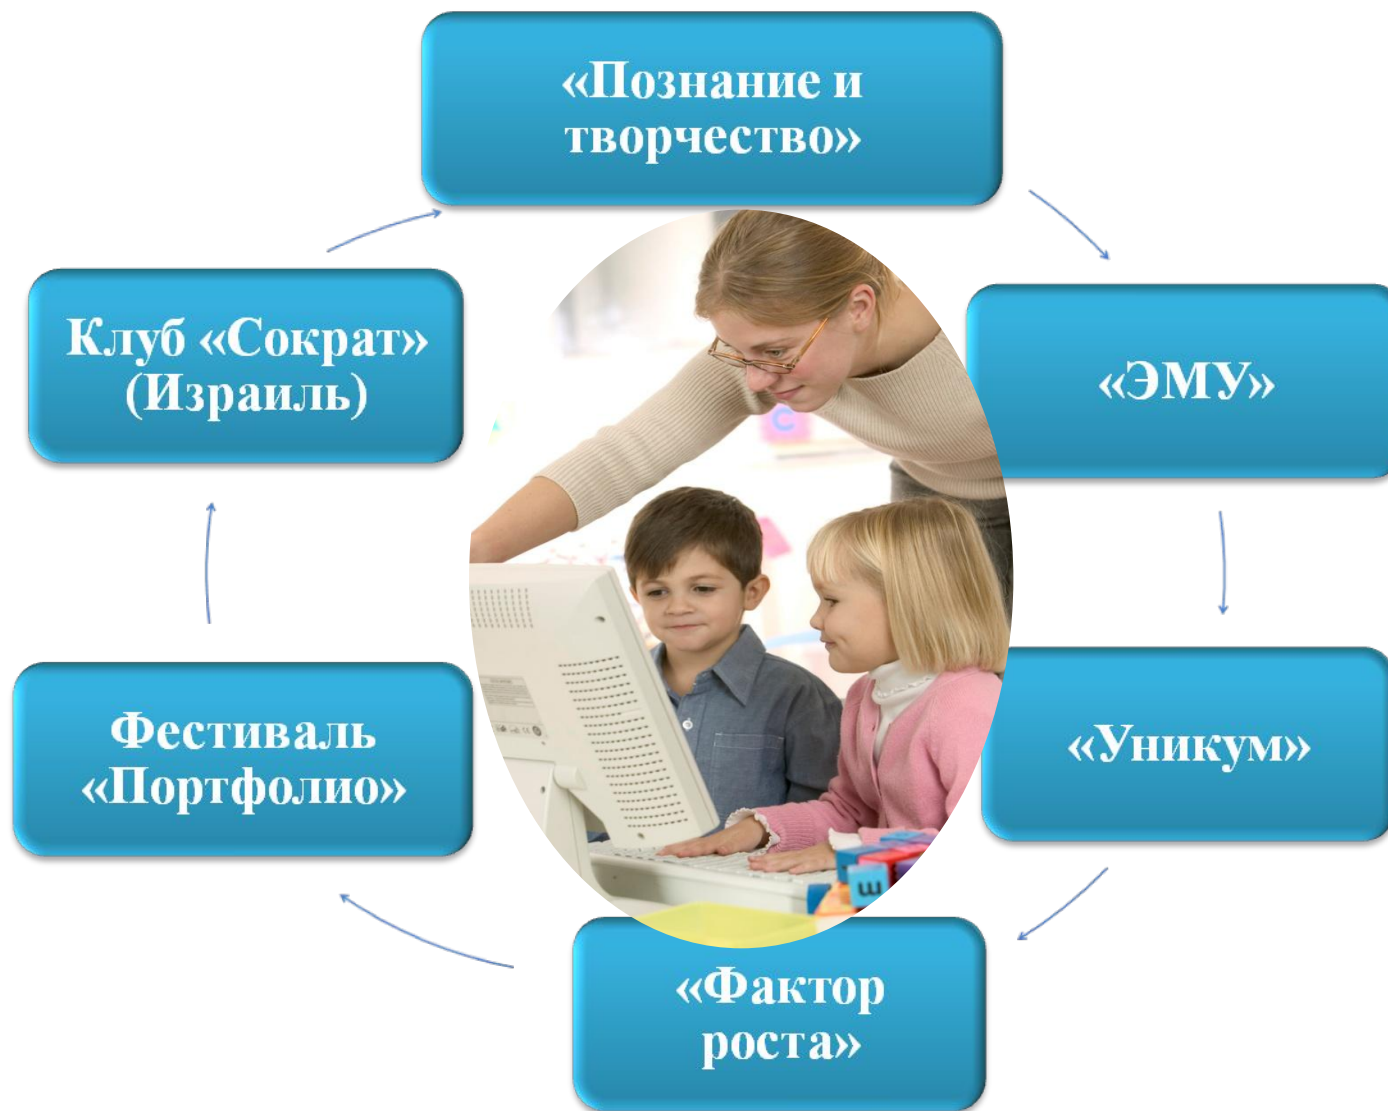 «Познание и
творчество»
«ЭМУ»
«Уникум»
«Фактор
роста»
Фестиваль
«Портфолио»
Клуб «Сократ»
(Израиль)